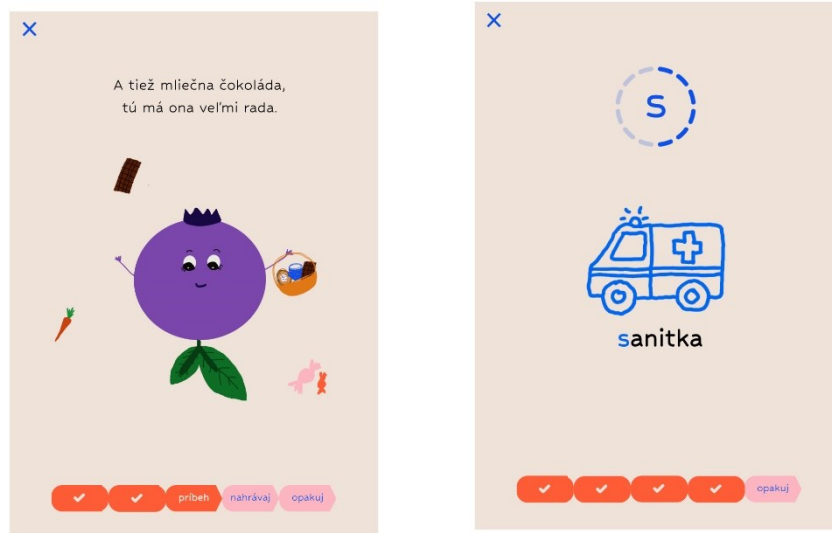 A tiež mliečna čokoláda,
tú má ona veľmi rada.
príbeh
nahrávaj
opakuj
s
sanitka
opakuj